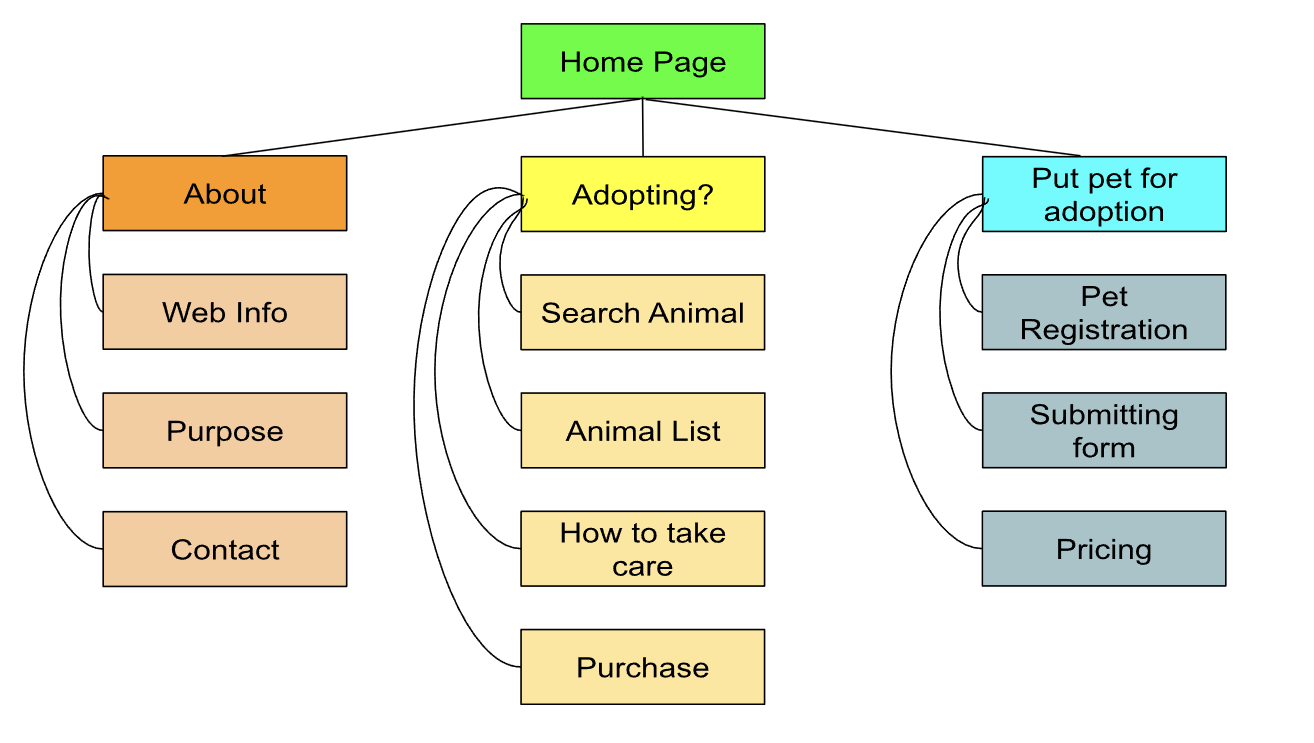 Home Page
About
Adopting?
Put pet for
adoption
Web Info
Search Animal
Pet
Registration
Purpose
Animal List
Submitting
form
Contact
How to take
care
Pricing
Purchase